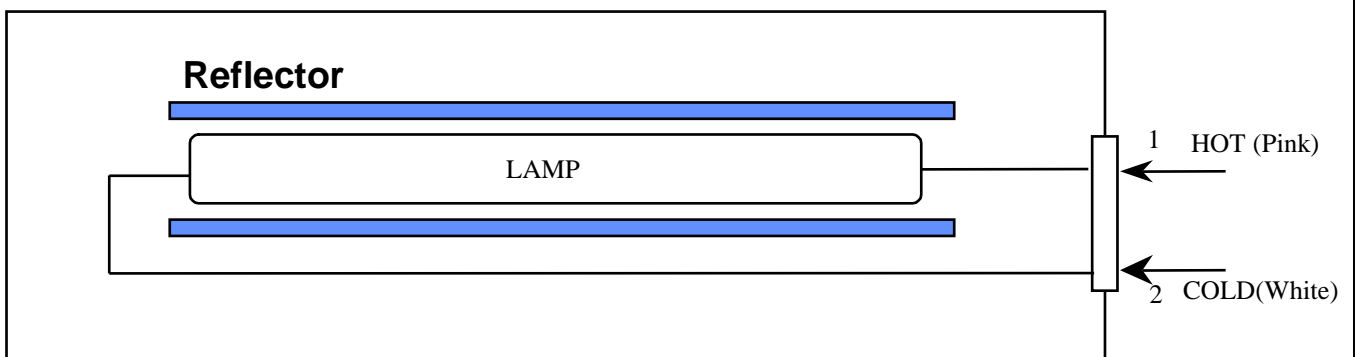 Reflector
LAMP
1
HOT (Pink)
2
COLD(White)